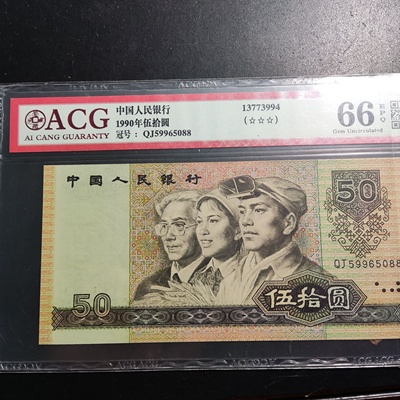 ACG
AI CANG GUARANTY
中国人民银行
1990年伍拾圆
冠号: QJ59965088
13773994
(☆☆☆)
66 EPQ
Gem Uncirculated
中国人民银行
50
QJ59965088
50
伍拾圆